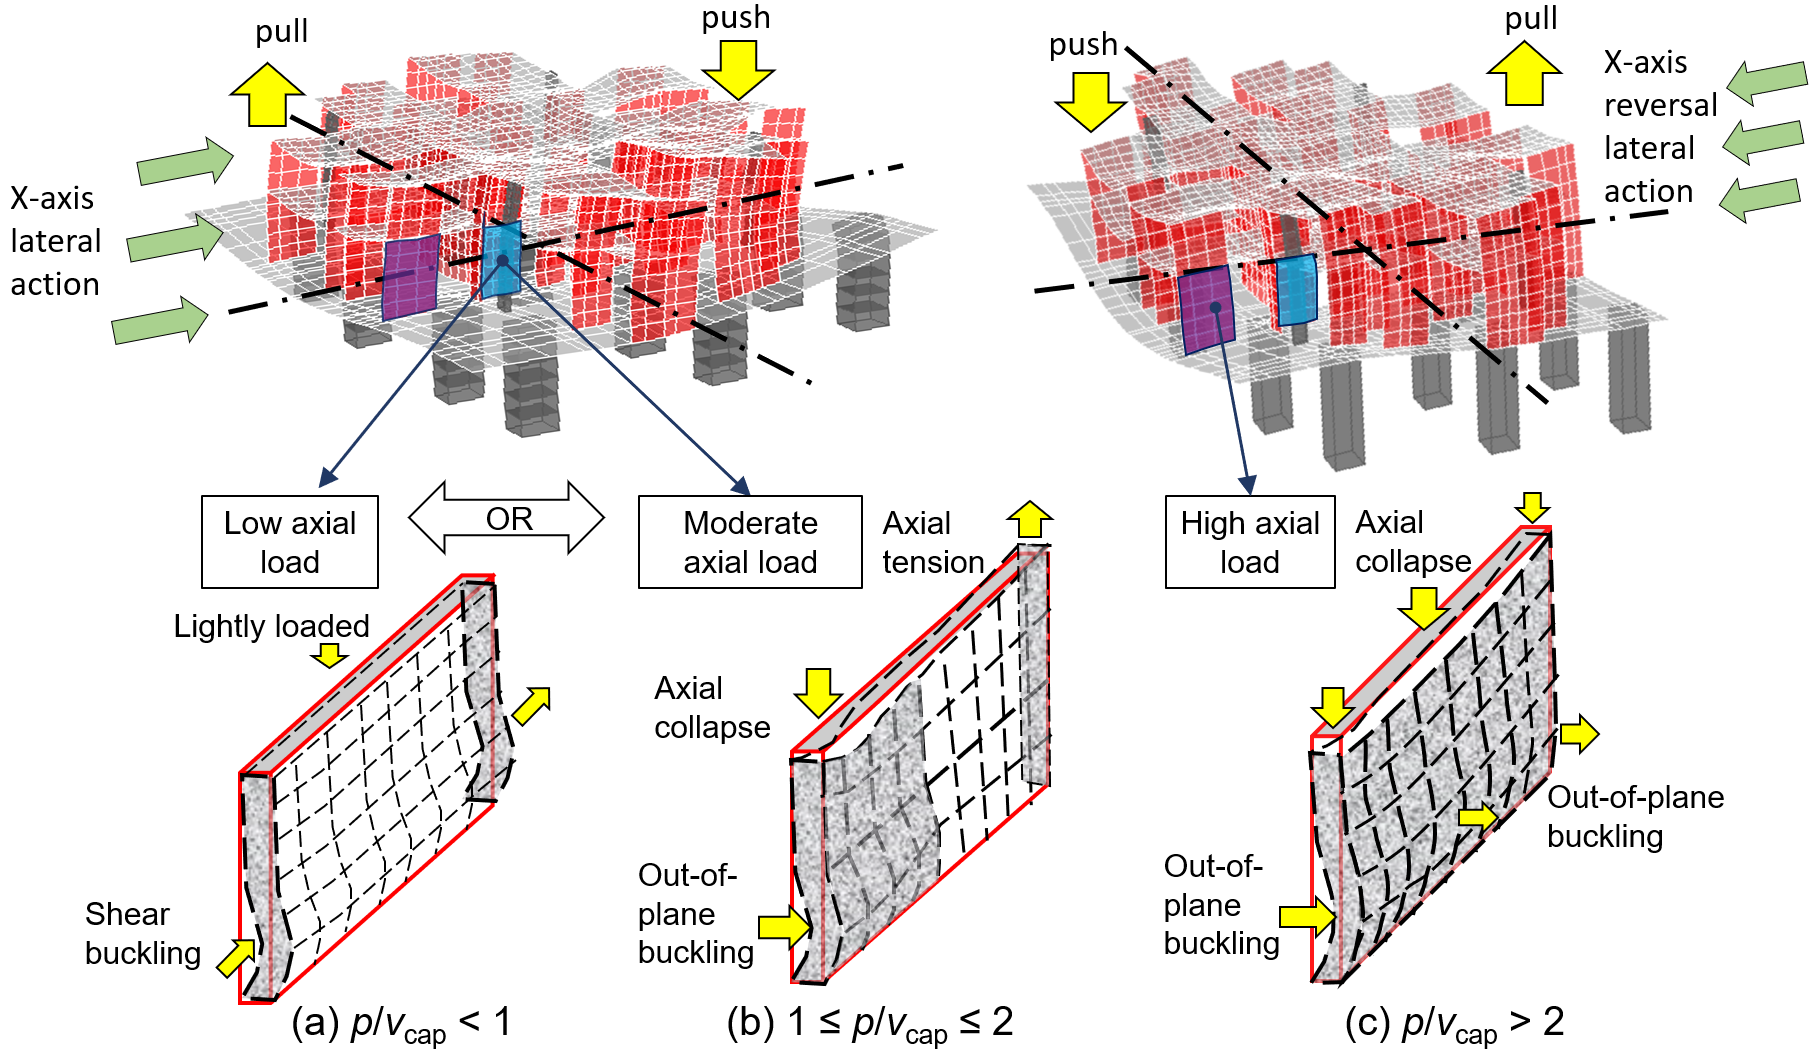 pull
push
X-axis
lateral
action
push
pull
X-axis
reversal
lateral
action
Low axial
load
OR
Moderate
axial load
Axial
tension
High axial
load
Axial
collapse
Lightly loaded
Shear
buckling
Axial
collapse
Out-of-
plane
buckling
Out-of-
plane
buckling
Out-of-plane
buckling
(a) p/vcap < 1
(b) 1 ≤ p/vcap ≤ 2
(c) p/vcap > 2